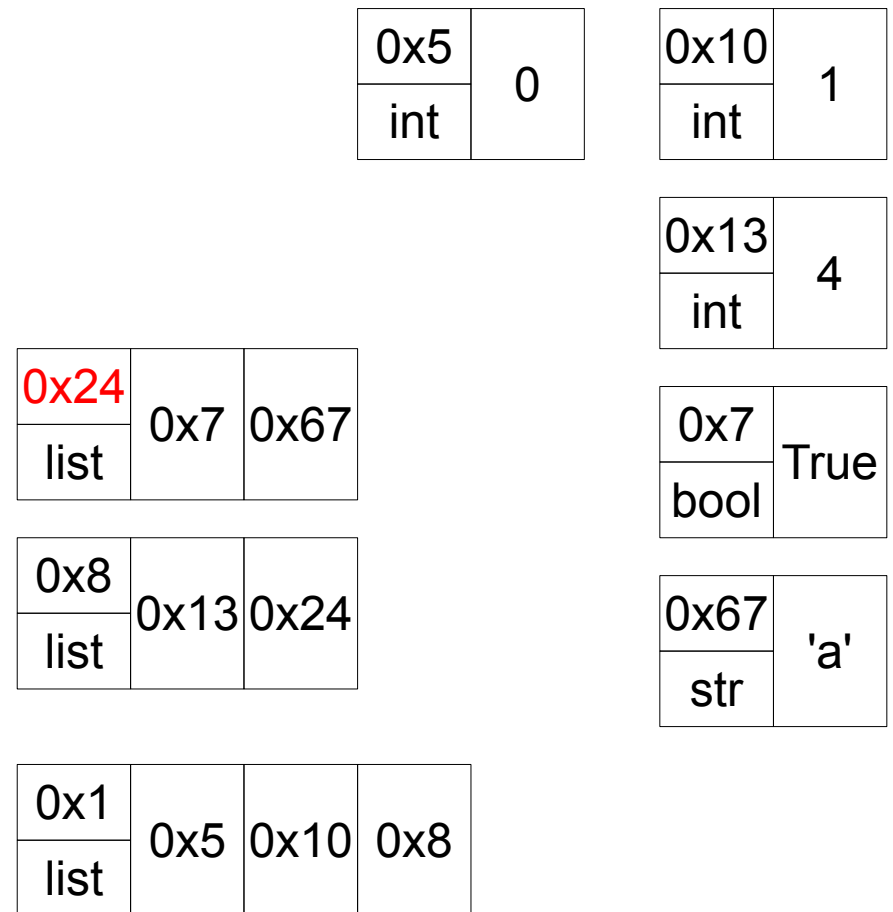 0x5
int
0
0x10
int
1
0x13
int
4
0x24
list
0x7
0x67
0x7
bool
True
0x8
list
0x13
0x24
0x67
str
'a'
0x1
list
0x5
0x10
0x8